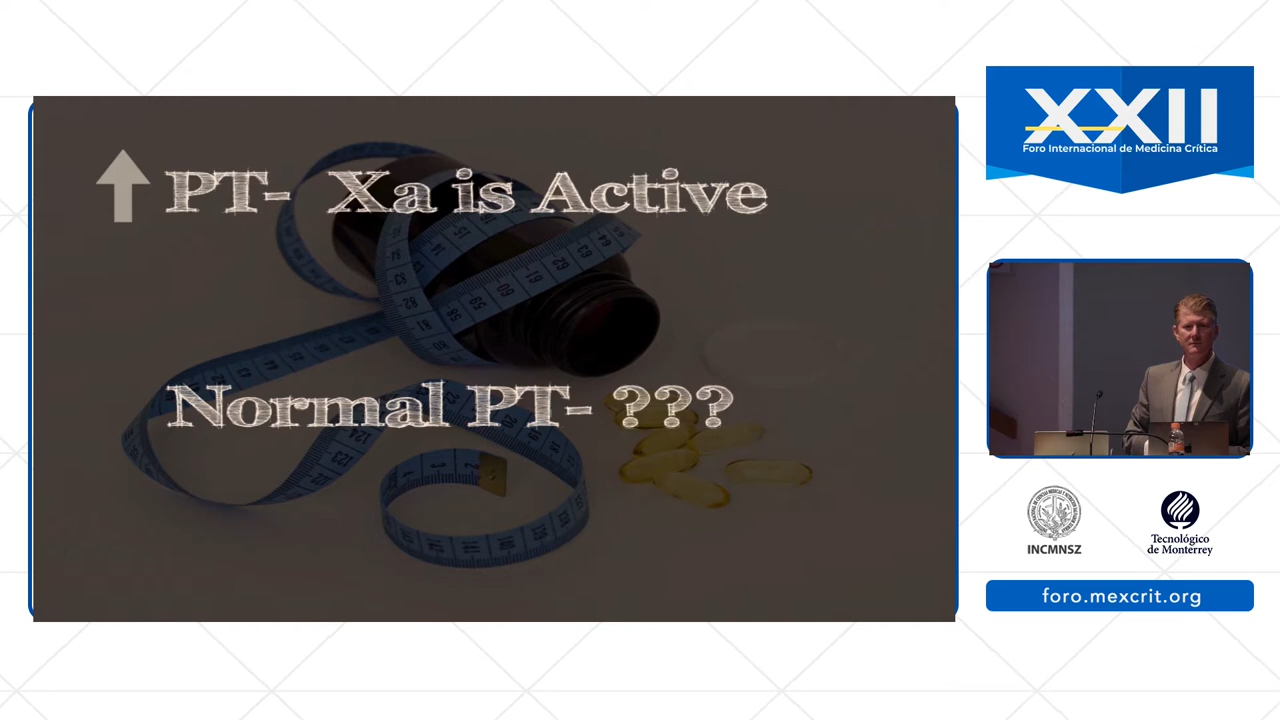 PT- Xa is Active
Normal PT- ???
XXII
Foro Internacional de Medicina Crítica
INCMNSZ
Tecnológico
de Monterrey
foro.mexcrit.org